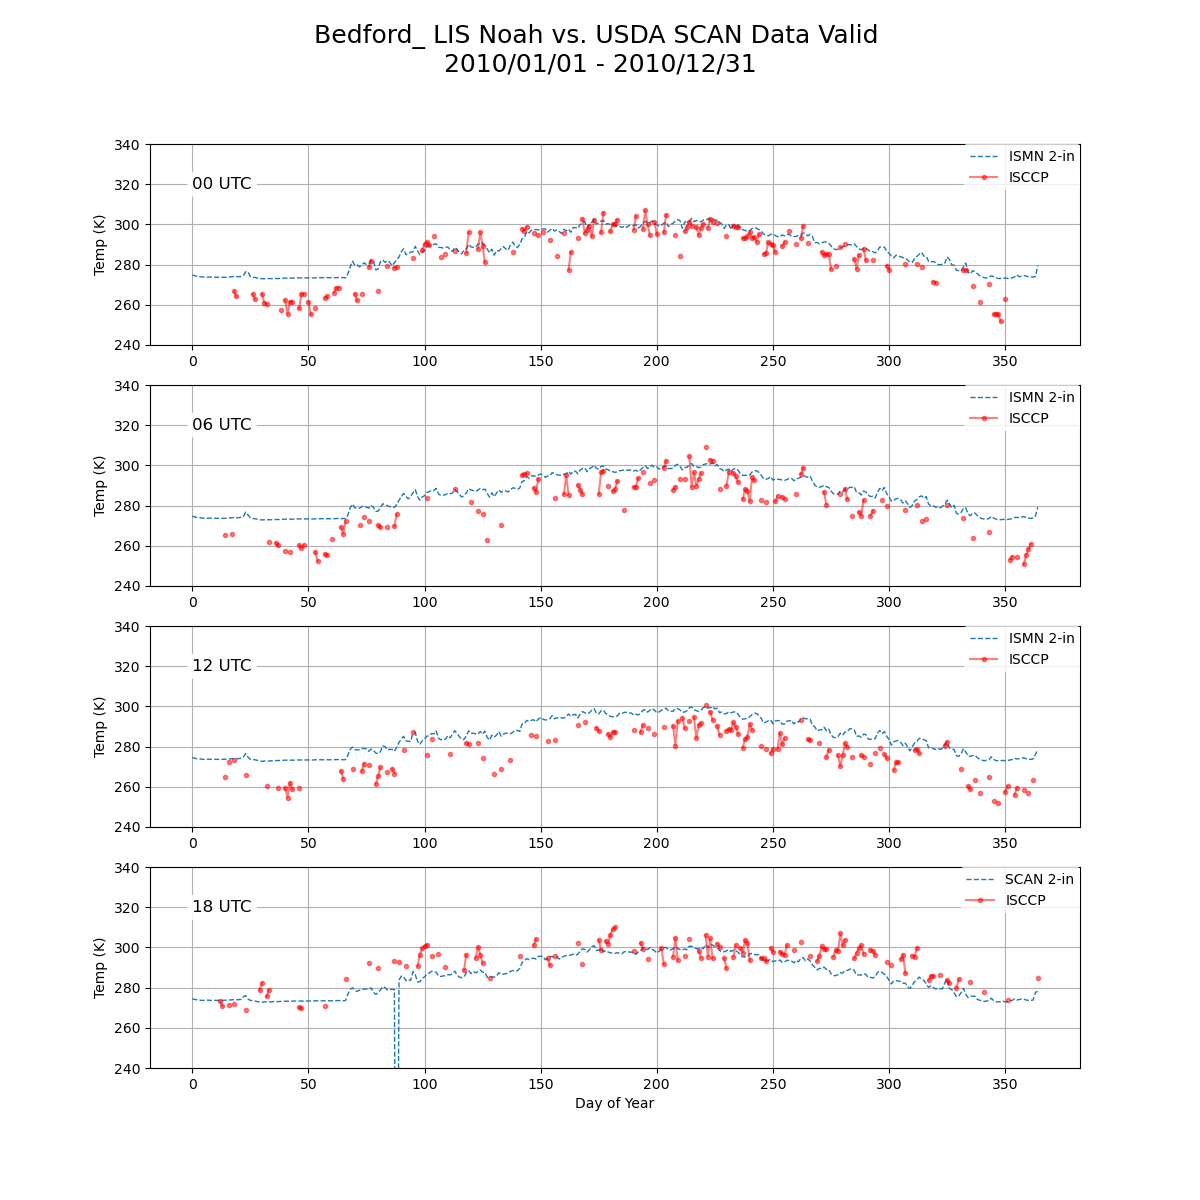 Bedford_ LIS Noah vs. USDA SCAN Data Valid
2010/01/01 - 2010/12/31
340
320
300
280
260
240
Temp (K)
00 UTC
ISMN 2-in
ISCCP
0 50 100 150 200 250 300 350
340
320
300
280
260
240
Temp (K)
06 UTC
ISMN 2-in
ISCCP
0 50 100 150 200 250 300 350
340
320
300
280
260
240
Temp (K)
12 UTC
ISMN 2-in
ISCCP
0 50 100 150 200 250 300 350
340
320
300
280
260
240
Temp (K)
18 UTC
SCAN 2-in
ISCCP
0 50 100 150 200 250 300 350
Day of Year